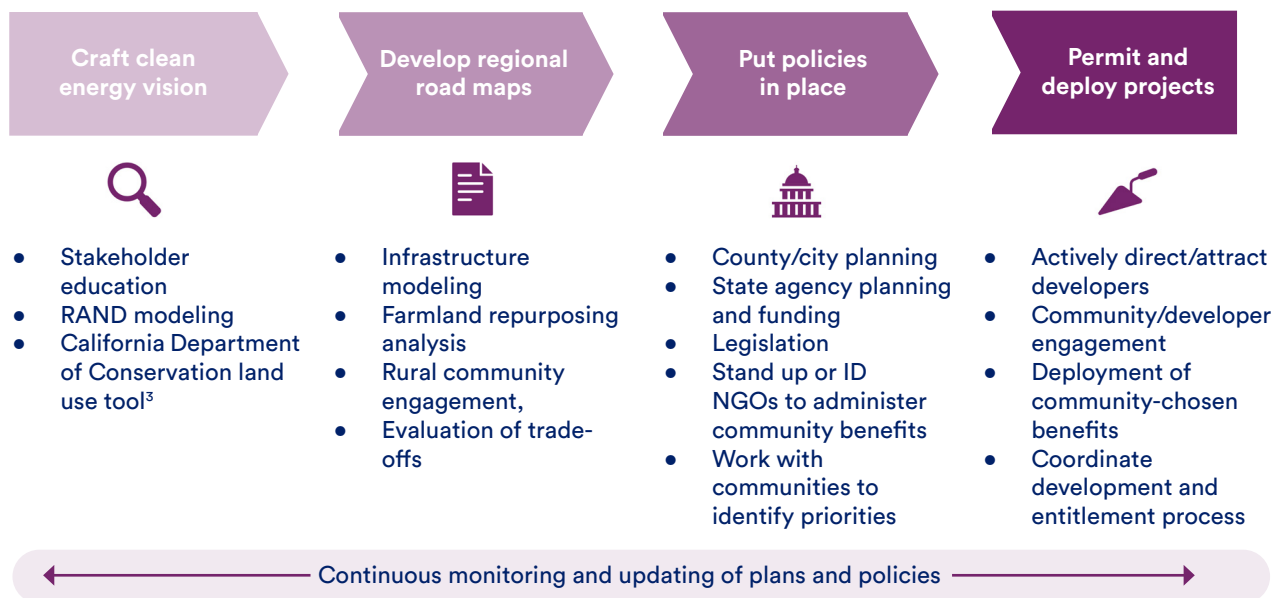 Craft clean
energy vision
Develop regional
road maps
Put policies
in place
Permit and
deploy projects
● Stakeholder
education
● RAND modeling
● California Department
of Conservation land
use tool³
● Infrastructure
modeling
● Farmland repurposing
analysis
● Rural community
engagement,
● Evaluation of trade-
offs
● County/city planning
● State agency planning
and funding
● Legislation
● Stand up or ID
NGOs to administer
community benefits
● Work with
communities to
identify priorities
● Actively direct/attract
developers
● Community/developer
engagement
● Deployment of
community-chosen
benefits
● Coordinate
development and
entitlement process
Continuous monitoring and updating of plans and policies